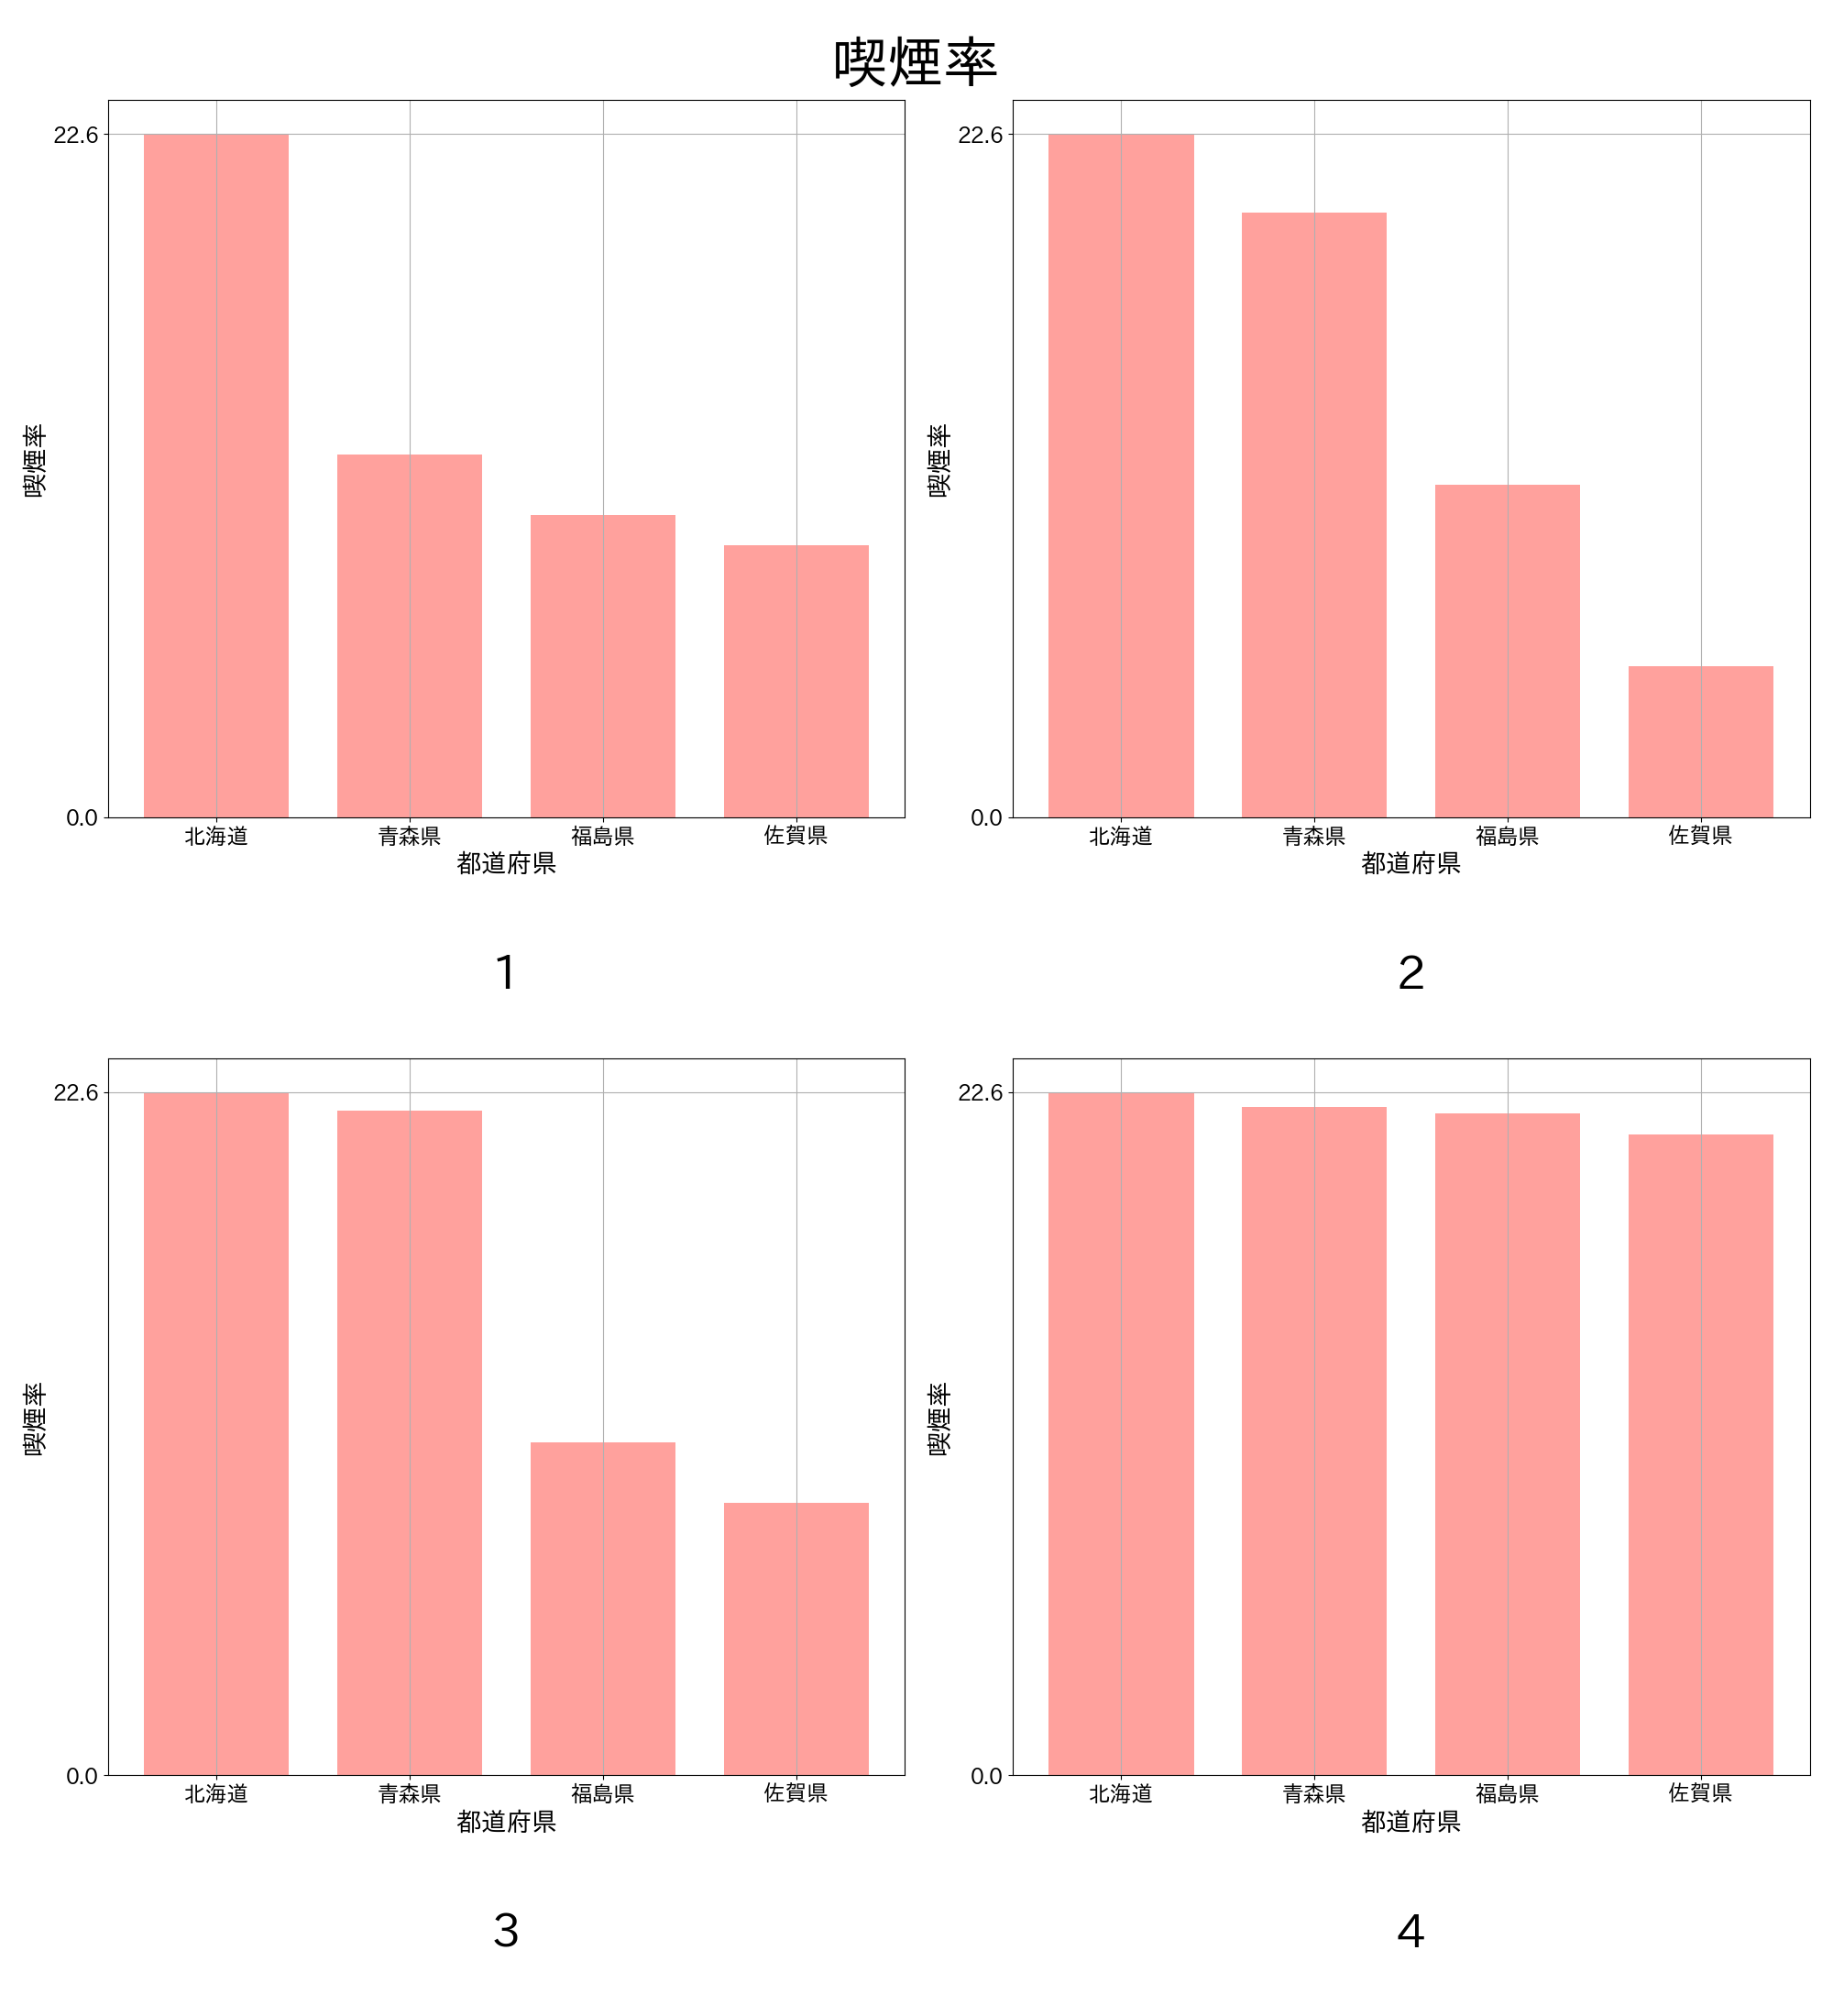 喫煙率
22.6
0.0
喫煙率
北海道 青森県 福島県 佐賀県
都道府県
1
22.6
0.0
喫煙率
北海道 青森県 福島県 佐賀県
都道府県
2
22.6
0.0
喫煙率
北海道 青森県 福島県 佐賀県
都道府県
3
22.6
0.0
喫煙率
北海道 青森県 福島県 佐賀県
都道府県
4